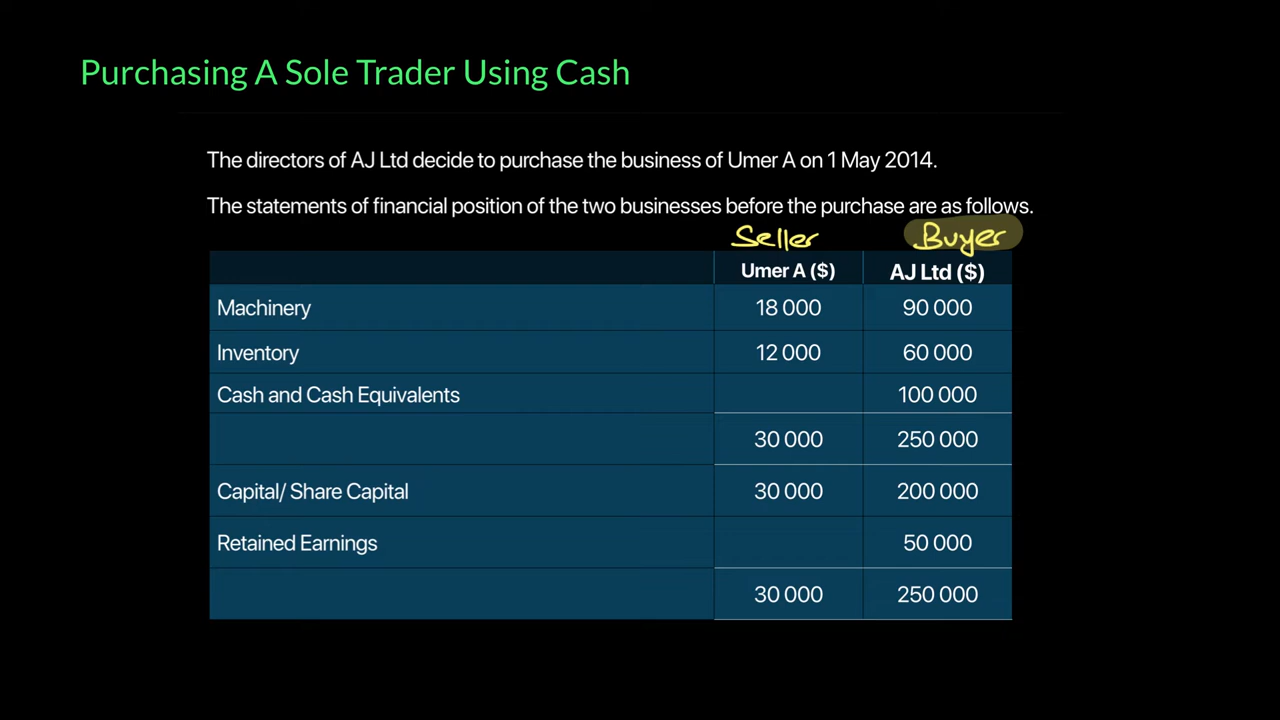 Purchasing A Sole Trader Using Cash
The directors of AJ Ltd decide to purchase the business of Umer A on 1 May 2014.
The statements of financial position of the two businesses before the purchase are as follows.
Seller Buyer
Umer A ($) AJ Ltd ($)
Machinery 18 000 90 000
Inventory 12 000 60 000
Cash and Cash Equivalents 100 000
30 000 250 000
Capital/ Share Capital 30 000 200 000
Retained Earnings 50 000
30 000 250 000